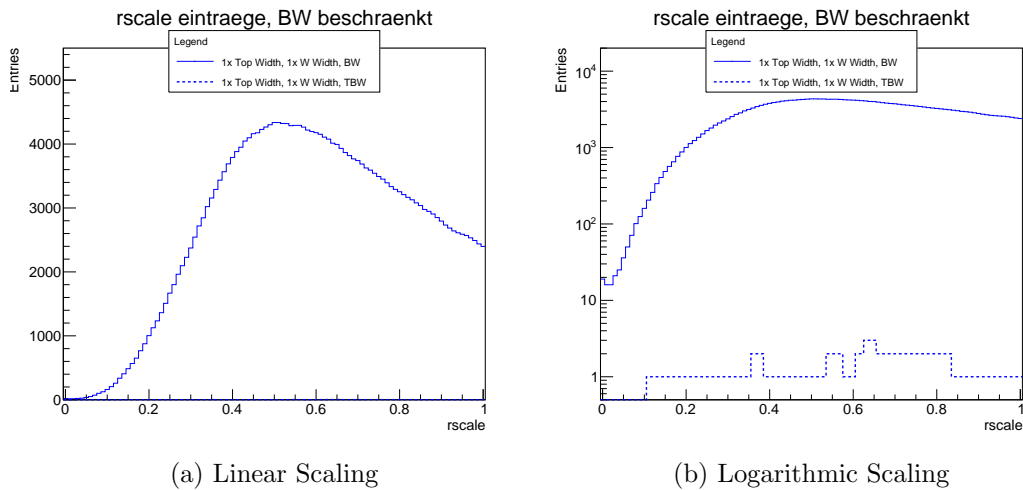 rscale eintraege, BW beschraenkt
Legend
1x Top Width, 1x W Width, BW
1x Top Width, 1x W Width, TBW
Entries
5000
4000
3000
2000
1000
0
0 0.2 0.4 0.6 0.8 1
rscale
(a) Linear Scaling
rscale eintraege, BW beschraenkt
Legend
1x Top Width, 1x W Width, BW
1x Top Width, 1x W Width, TBW
Entries
10⁴
10³
10²
10
1
0 0.2 0.4 0.6 0.8 1
rscale
(b) Logarithmic Scaling